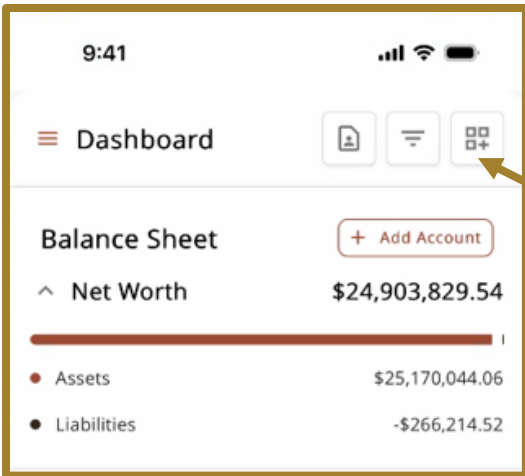 9:41
Dashboard
Balance Sheet
+ Add Account
Net Worth $24,903,829.54
Assets $25,170,044.06
Liabilities -$266,214.52